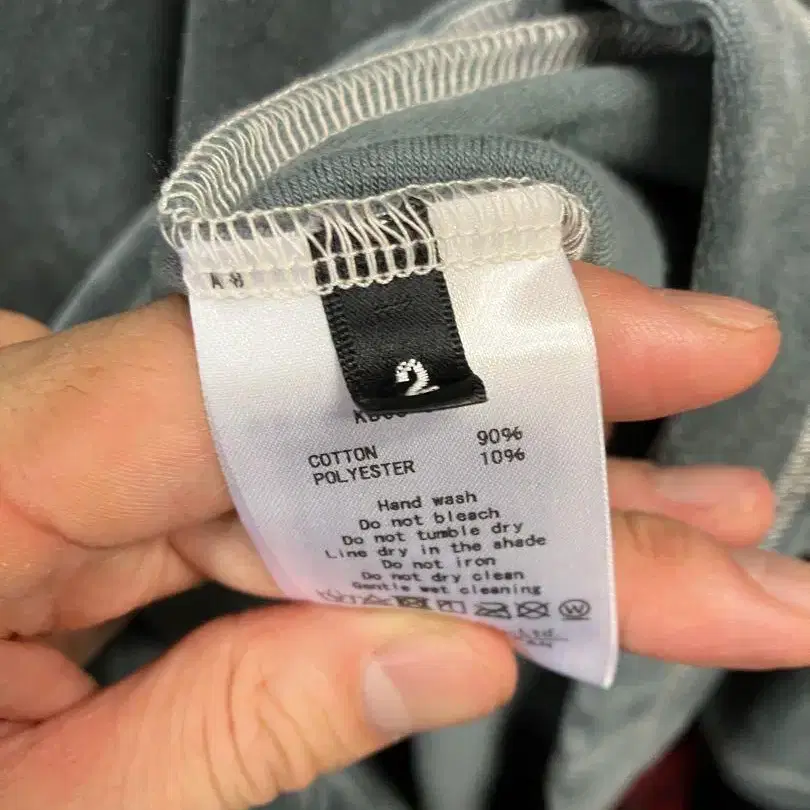 2
COTTON 90%
POLYESTER 10%
Hand wash
Do not bleach
Do not tumble dry
Line dry in the shade
Do not iron
Do not dry clean
Gentle wet cleaning
W